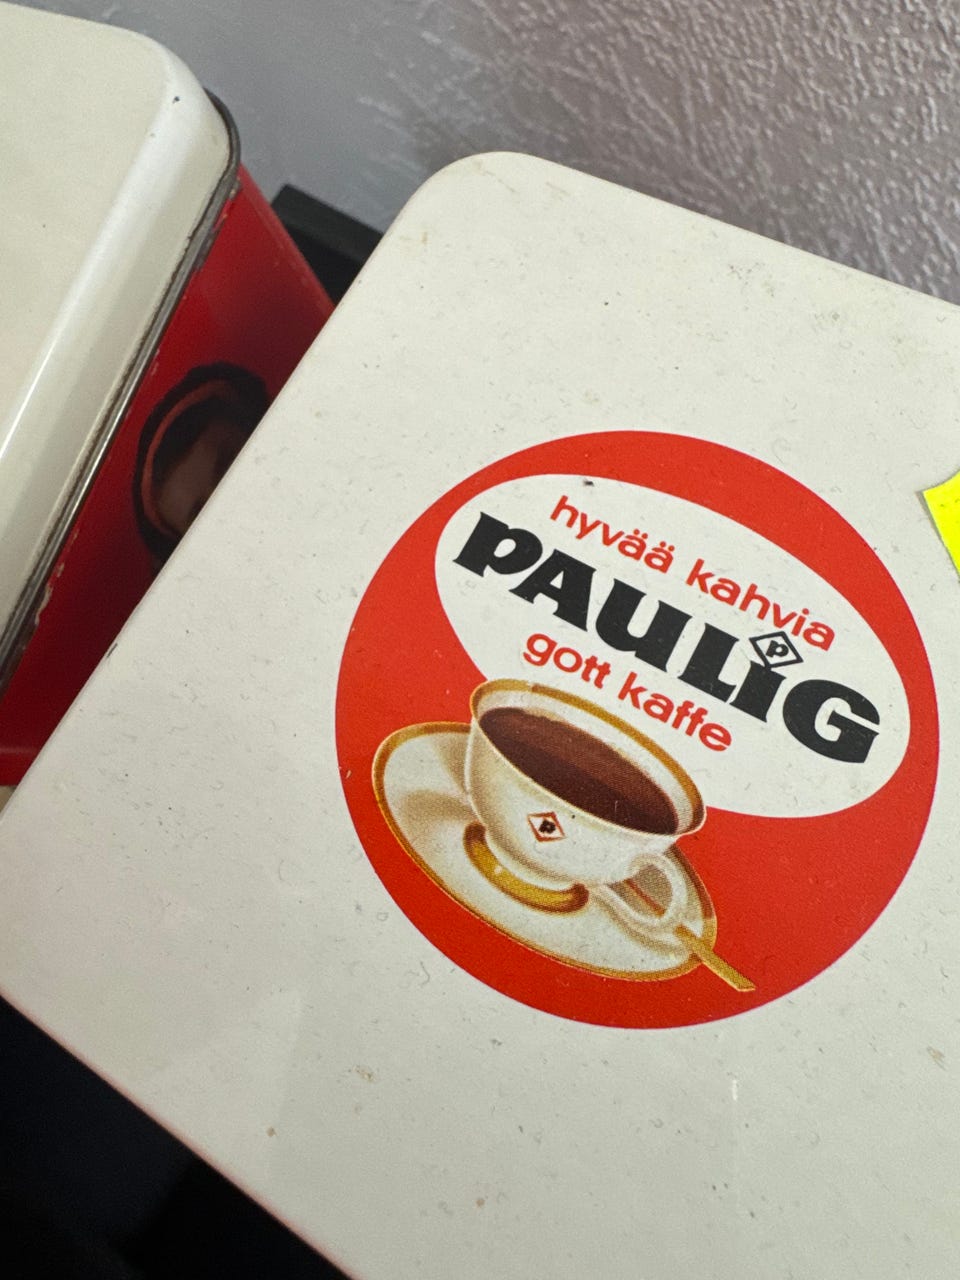 hyvää kahvia
PAULiG
P
gott kaffe
P